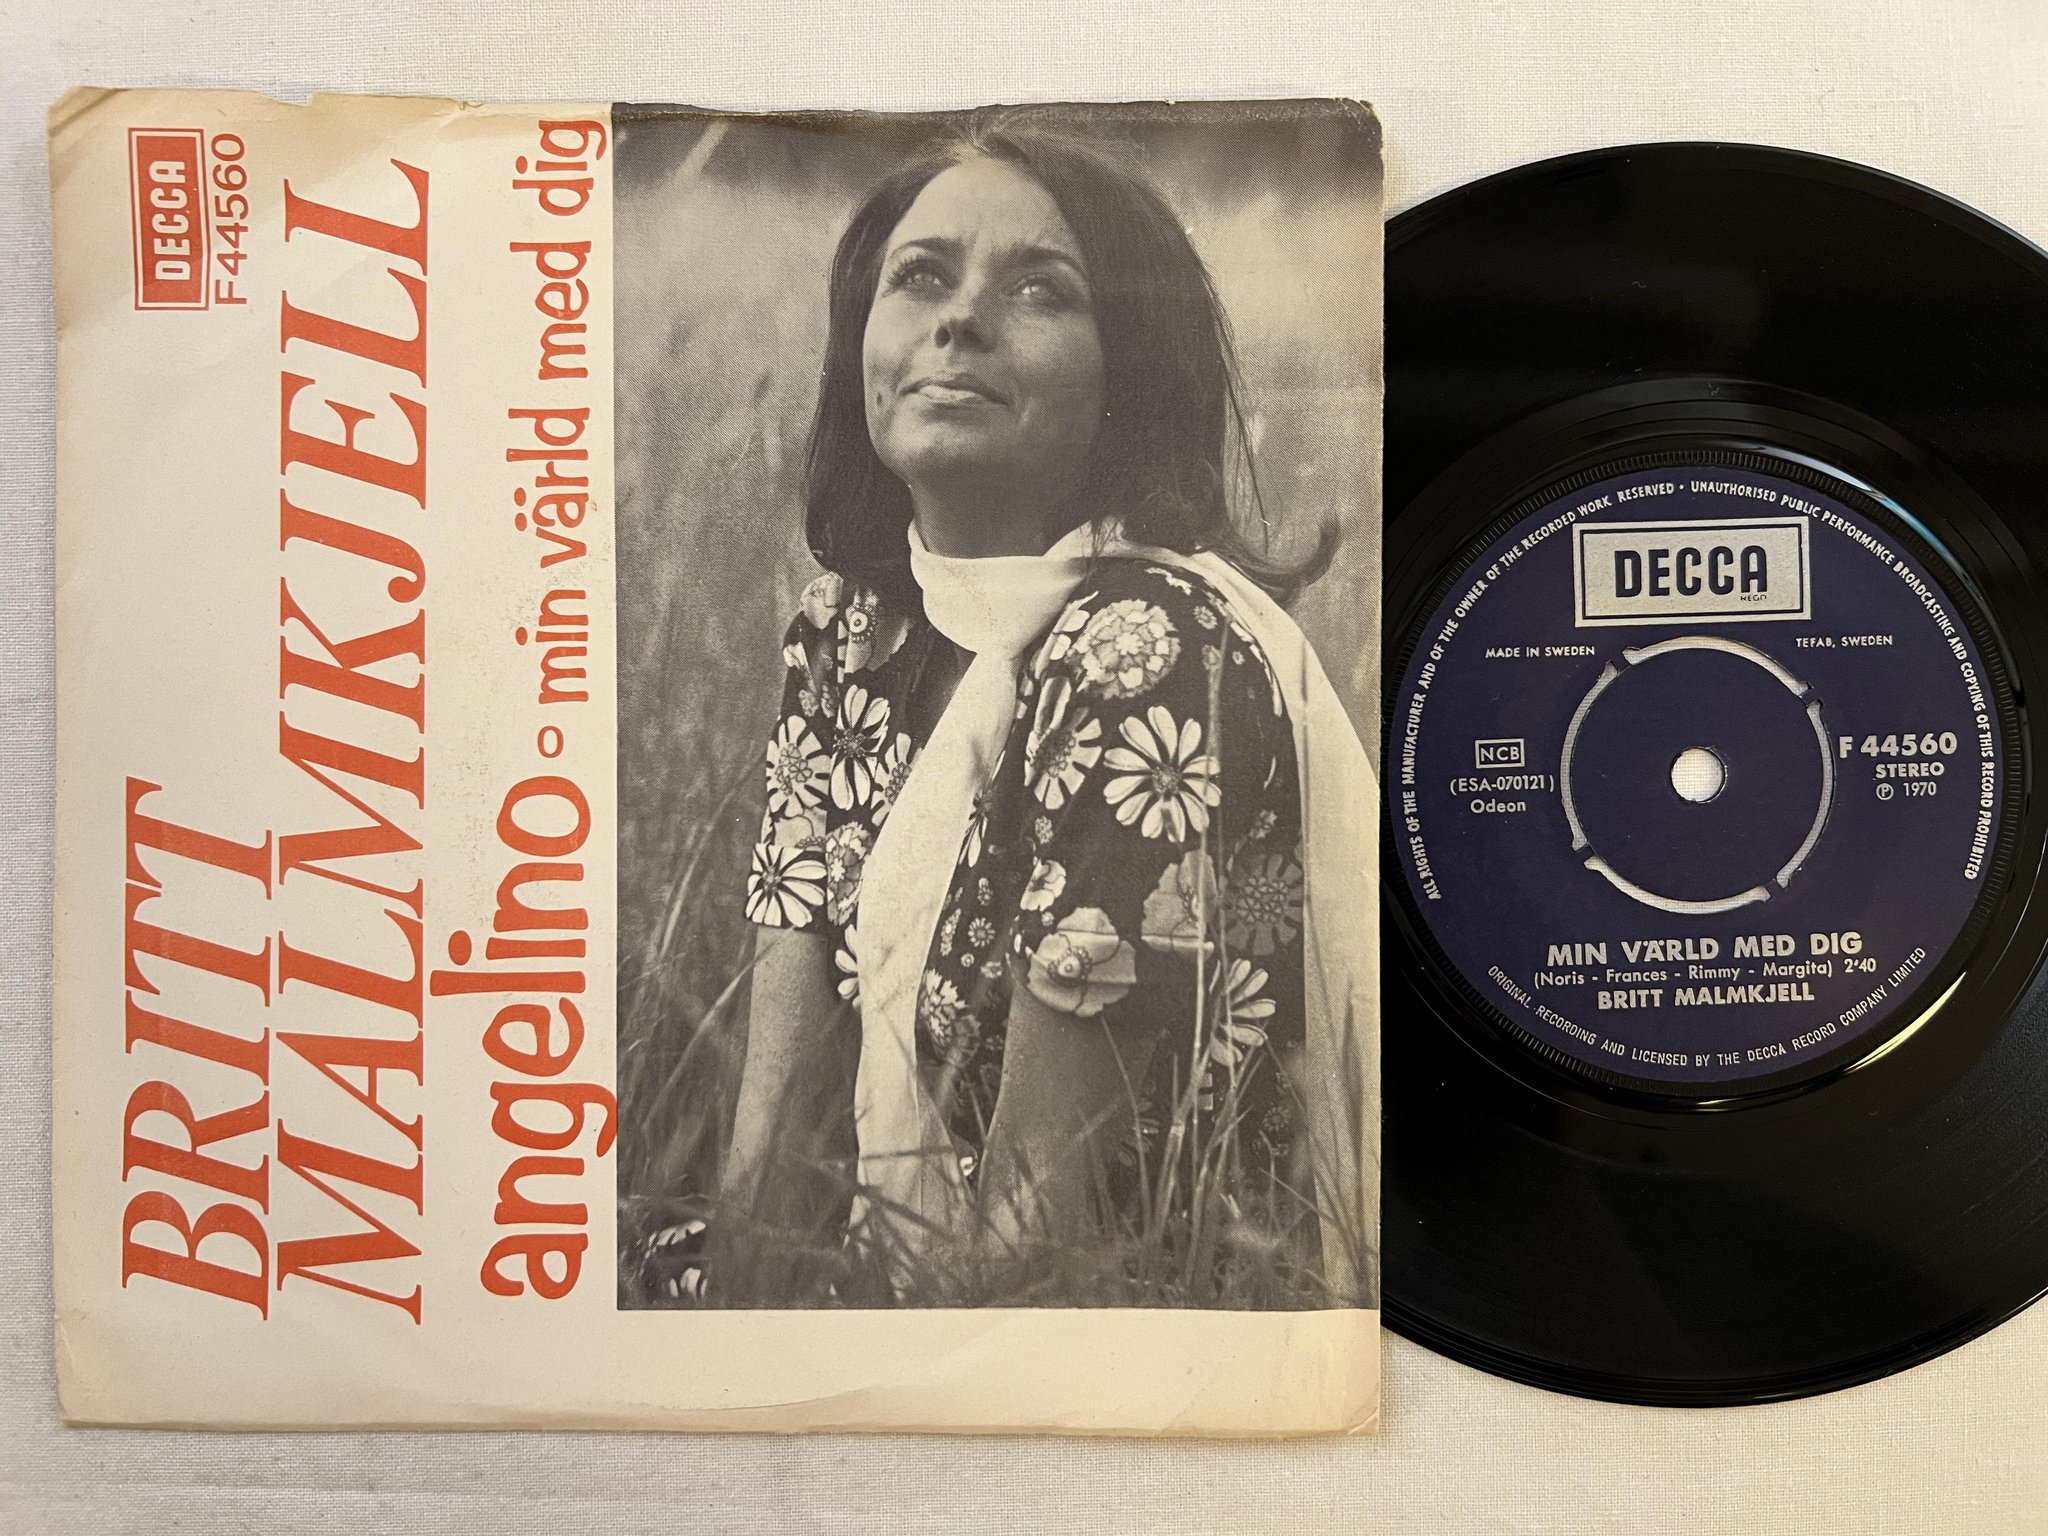 DECCA
F 44560
BRITT
MALMKJELL
angelino o min värld med dig
ALL RIGHTS OF THE MANUFACTURER AND OF THE OWNER OF THE RECORDED WORK RESERVED • UNAUTHORISED PUBLIC PERFORMANCE BROADCASTING AND COPYING OF THIS RECORD PROHIBITED
DECCA
REGD
MADE IN SWEDEN
TEFAB, SWEDEN
NCB
(ESA-070121)
Odeon
F 44560
STEREO
℗ 1970
MIN VÄRLD MED DIG
(Noris - Frances - Rimmy - Margita) 2'40
BRITT MALMKJELL
ORIGINAL RECORDING AND LICENSED BY THE DECCA RECORD COMPANY LIMITED